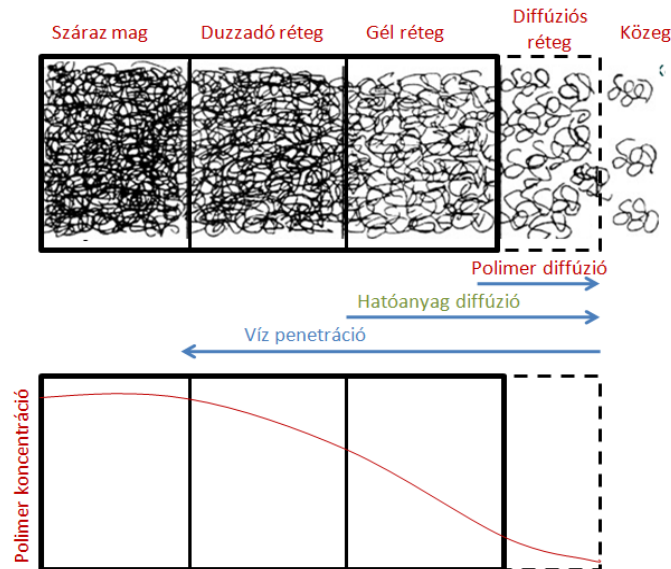 Száraz mag
Duzzadó réteg
Gél réteg
Diffúziós
réteg
Közeg
Polimer diffúzió
Hatóanyag diffúzió
Víz penetráció
Polimer koncentráció